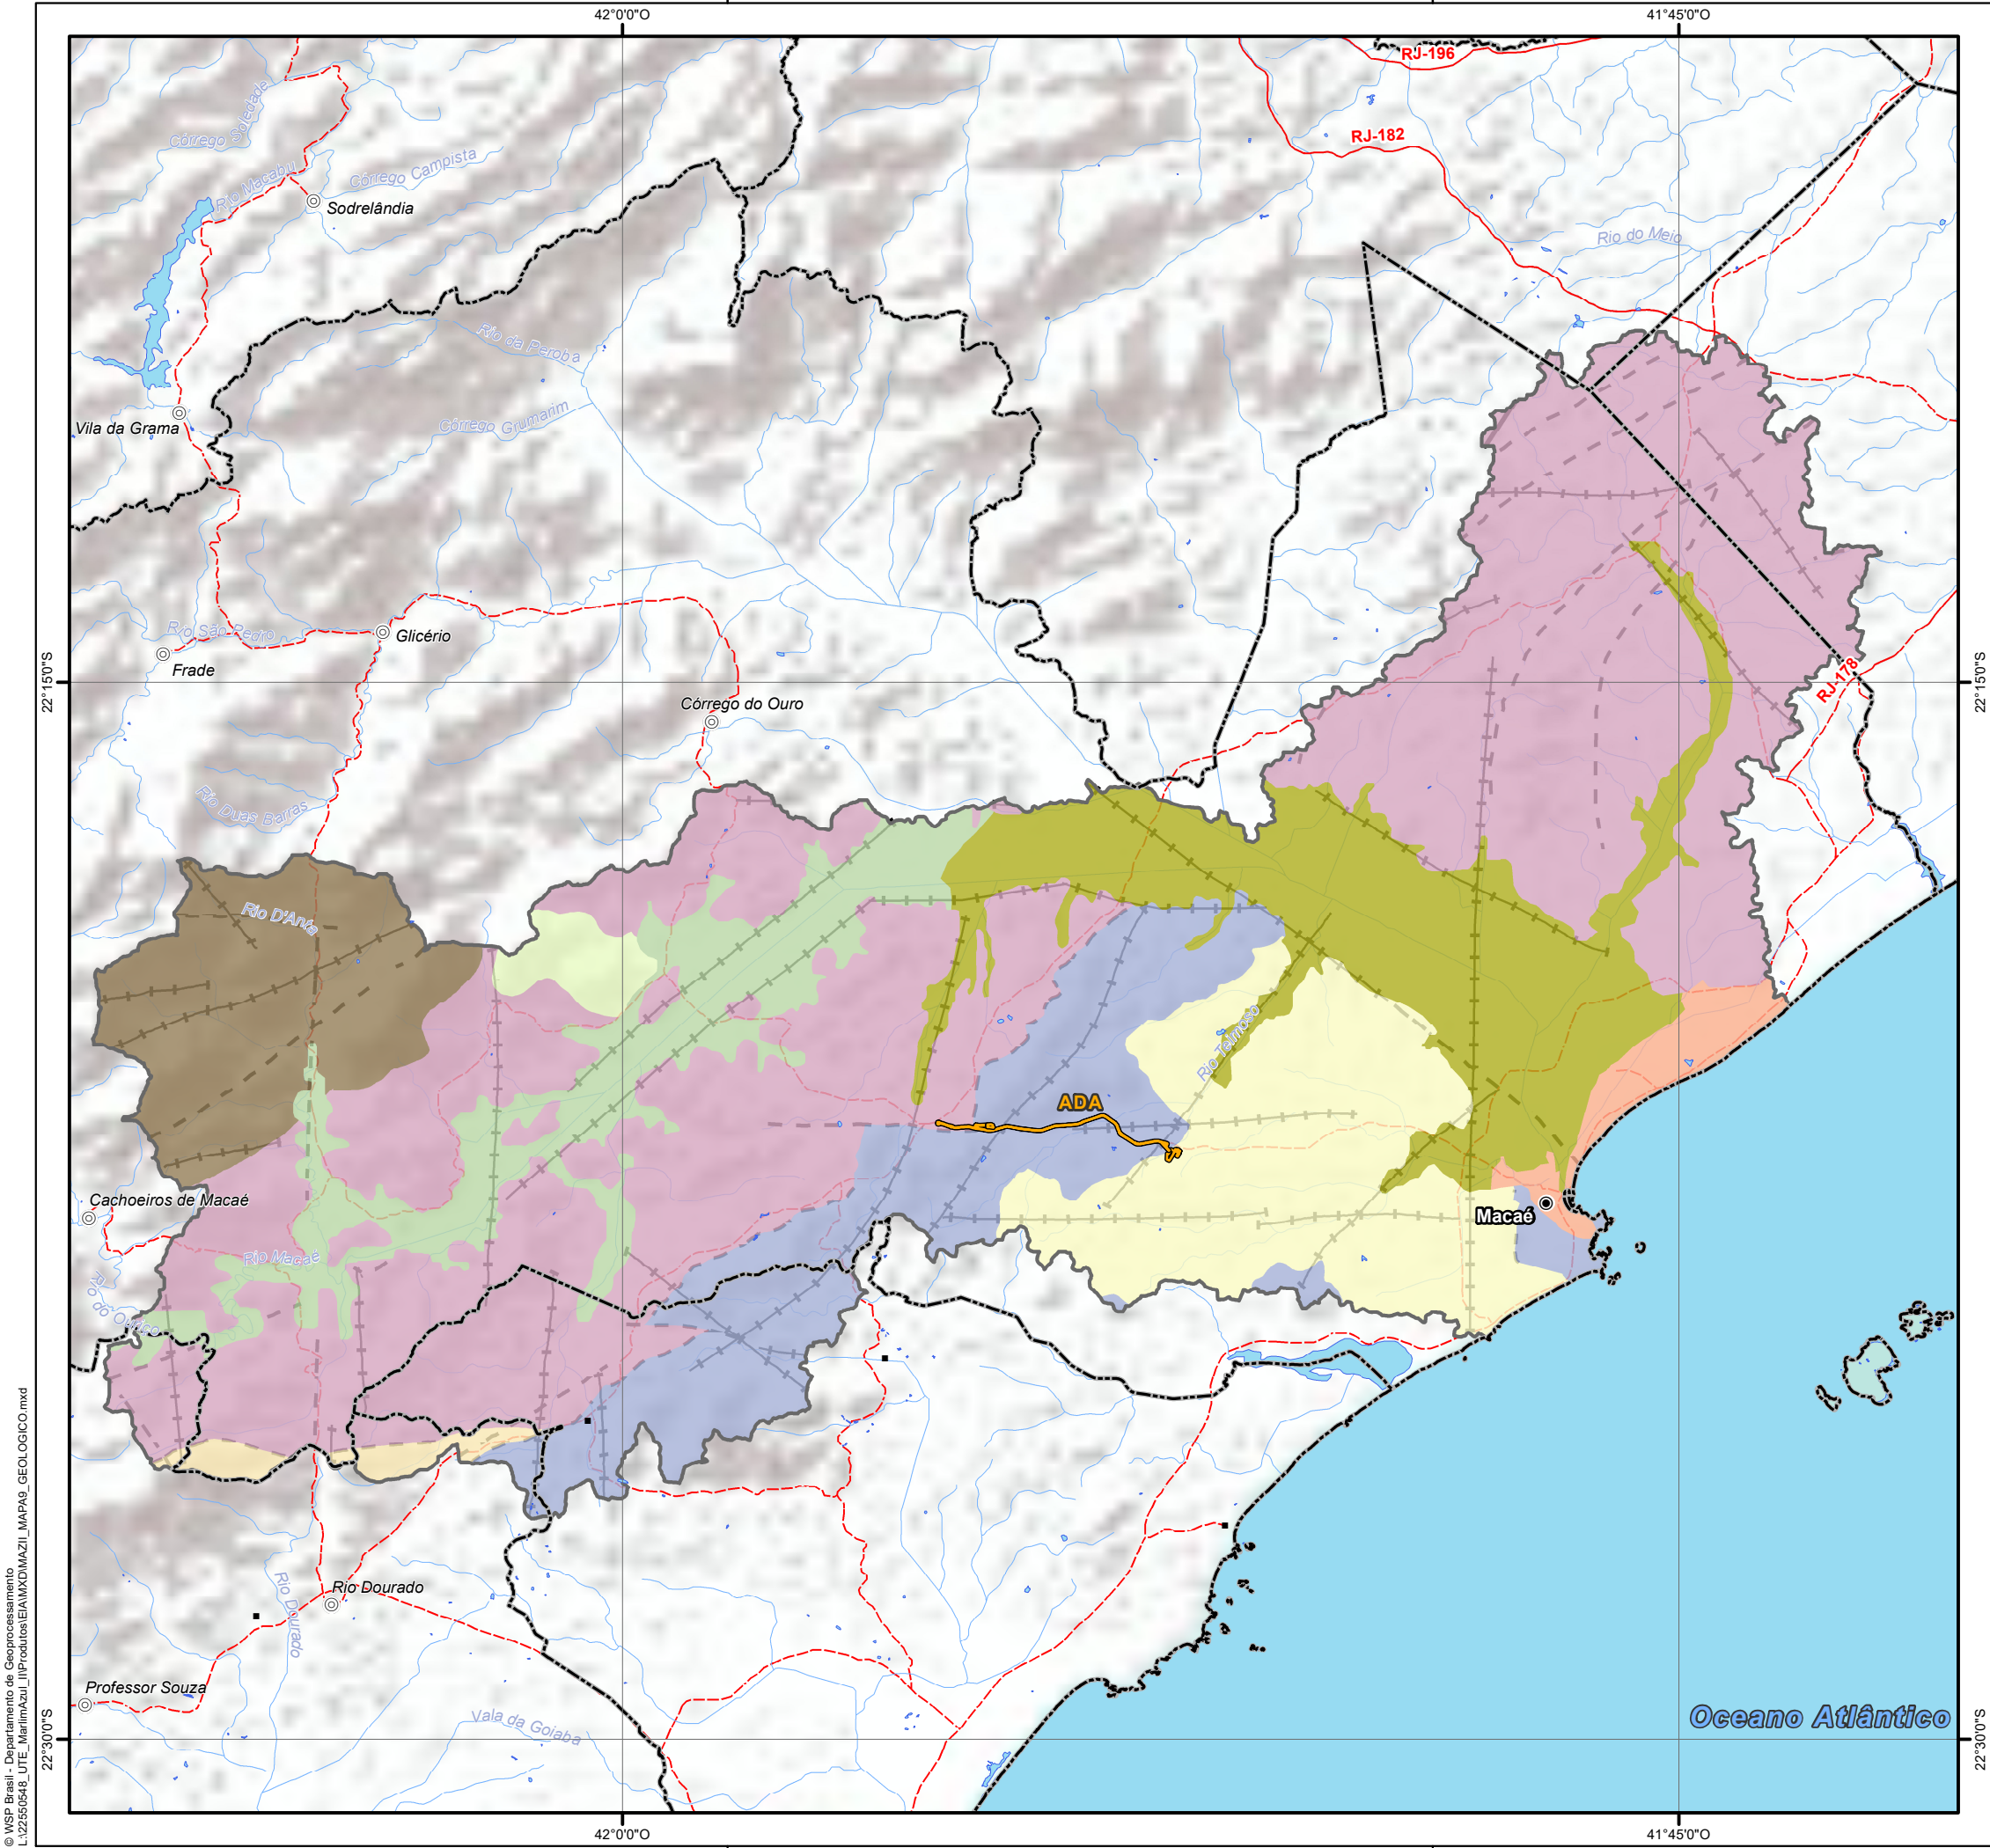 42°0'0"O
41°45'0"O
RJ-196
RJ-182
Córrego Soledade
Rio Macabu
Córrego Campista
Sodrelândia
Rio do Meio
Rio da Peroba
Vila da Grama
Córrego Grumarim
Rio São Pedro
Glicério
Frade
22°15'0"S
22°15'0"S
RJ-178
Córrego do Ouro
Rio Duas Barras
Rio D'Anta
Rio Teimoso
ADA
Cachoeiros de Macaé
Macaé
Rio Macaé
Rio do Ouriço
Rio Dourado
Rio Dourado
Professor Souza
Vala da Goiaba
Oceano Atlântico
22°30'0"S
22°30'0"S
42°0'0"O
41°45'0"O
© WSP Brasil - Departamento de Geoprocessamento
L:\22550548_UTE_MarlimAzul_II\Produtos\EIA\MXD\MAZII_MAPA9_GEOLOGICO.mxd